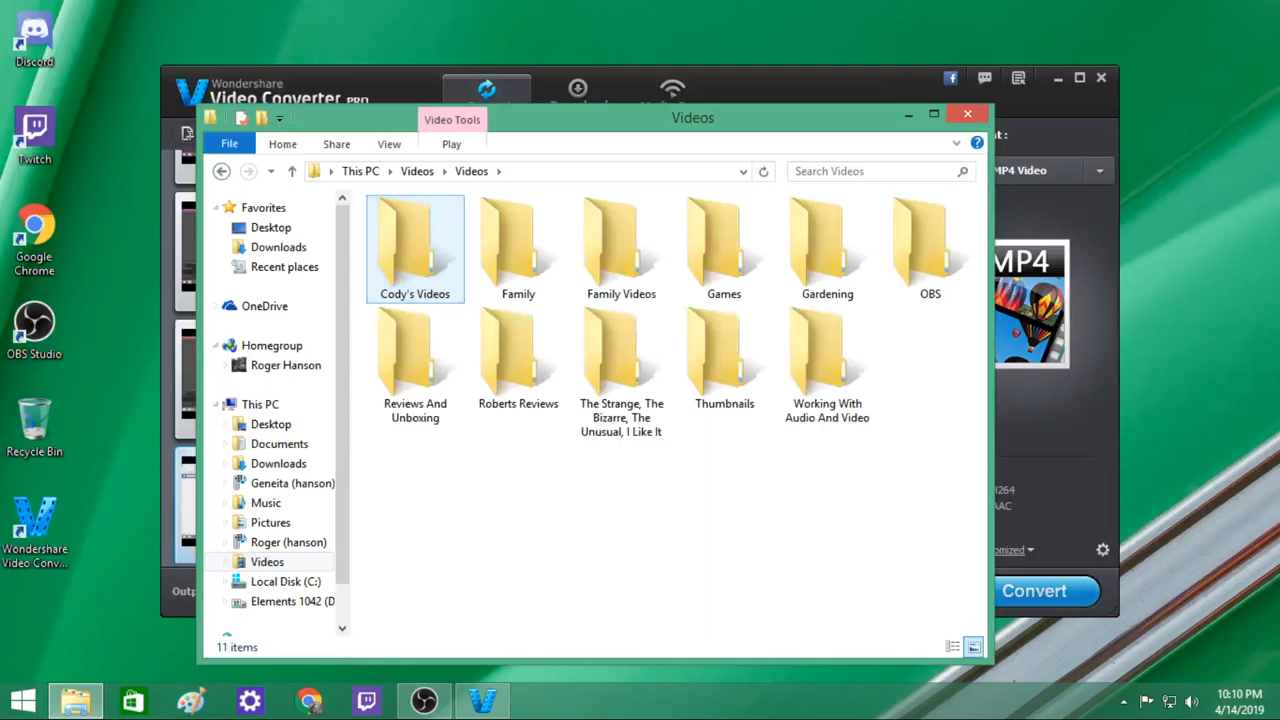 Discord
Twitch
Google
Chrome
OBS Studio
Recycle Bin
Wondershare
Video Conv...
Wondershare
Video Converter PRO
Videos
Video Tools
File
Home
Share
View
Play
This PC
Videos
Videos
Search Videos
Favorites
Desktop
Downloads
Recent places
OneDrive
Homegroup
Roger Hanson
This PC
Desktop
Documents
Downloads
Geneita (hanson)
Music
Pictures
Roger (hanson)
Videos
Local Disk (C:)
Elements 1042 (D
Cody's Videos
Family
Family Videos
Games
Gardening
OBS
Reviews And
Unboxing
Roberts Reviews
The Strange, The
Bizarre, The
Unusual, I Like It
Thumbnails
Working With
Audio And Video
11 items
t:
MP4 Video
MP4
H264
AAC
omized
Outp
Convert
10:10 PM
4/14/2019